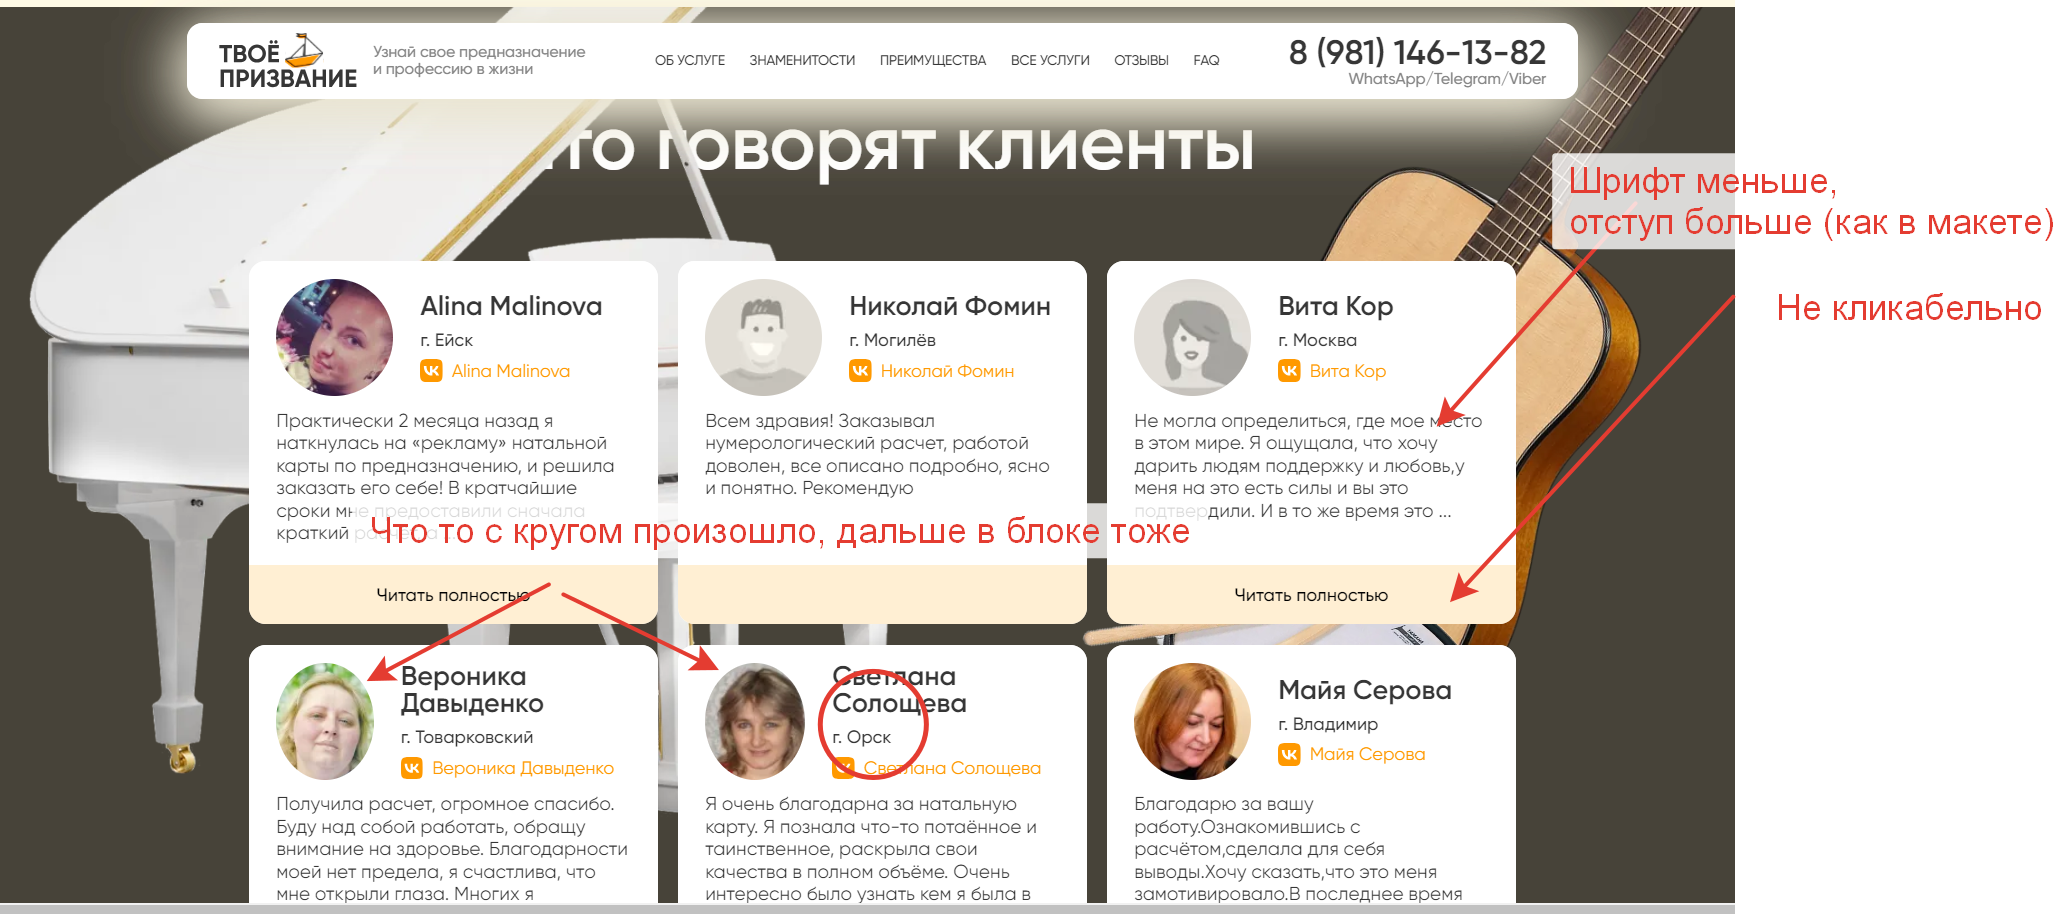 ТВОЁ
ПРИЗВАНИЕ
Узнай свое предназначение
и профессию в жизни
ОБ УСЛУГЕ ЗНАМЕНИТОСТИ ПРЕИМУЩЕСТВА ВСЕ УСЛУГИ ОТЗЫВЫ FAQ
8 (981) 146-13-82
WhatsApp/Telegram/Viber
говорят клиенты
Шрифт меньше,
отступ больше (как в макете)
Не кликабельно
Alina Malinova
г. Ейск
Alina Malinova
Практически 2 месяца назад я
наткнулась на «рекламу» натальной
карты по предназначению, и решила
заказать его себе! В кратчайшие
сроки мне предоставили сначала
краткий
Читать полностью
Николай Фомин
г. Могилёв
Николай Фомин
Всем здравия! Заказывал
нумерологический расчет, работой
доволен, все описано подробно, ясно
и понятно. Рекомендую
Вита Кор
г. Москва
Вита Кор
Не могла определиться, где мое место
в этом мире. Я ощущала, что хочу
дарить людям поддержку и любовь,у
меня на это есть силы и вы это
подтвердили. И в то же время это ...
Читать полностью
Что то с кругом произошло, дальше в блоке тоже
Вероника
Давыденко
г. Товарковский
Вероника Давыденко
Получила расчет, огромное спасибо.
Буду над собой работать, обращу
внимание на здоровье. Благодарности
моей нет предела, я счастлива, что
мне открыли глаза. Многих я
Светлана
Солощева
г. Орск
Светлана Солощева
Я очень благодарна за натальную
карту. Я познала что-то потаённое и
таинственное, раскрыла свои
качества в полном объёме. Очень
интересно было узнать кем я была в
Майя Серова
г. Владимир
Майя Серова
Благодарю за вашу
работу.Ознакомившись с
расчётом,сделала для себя
выводы.Хочу сказать,что это меня
замотивировало.В последнее время